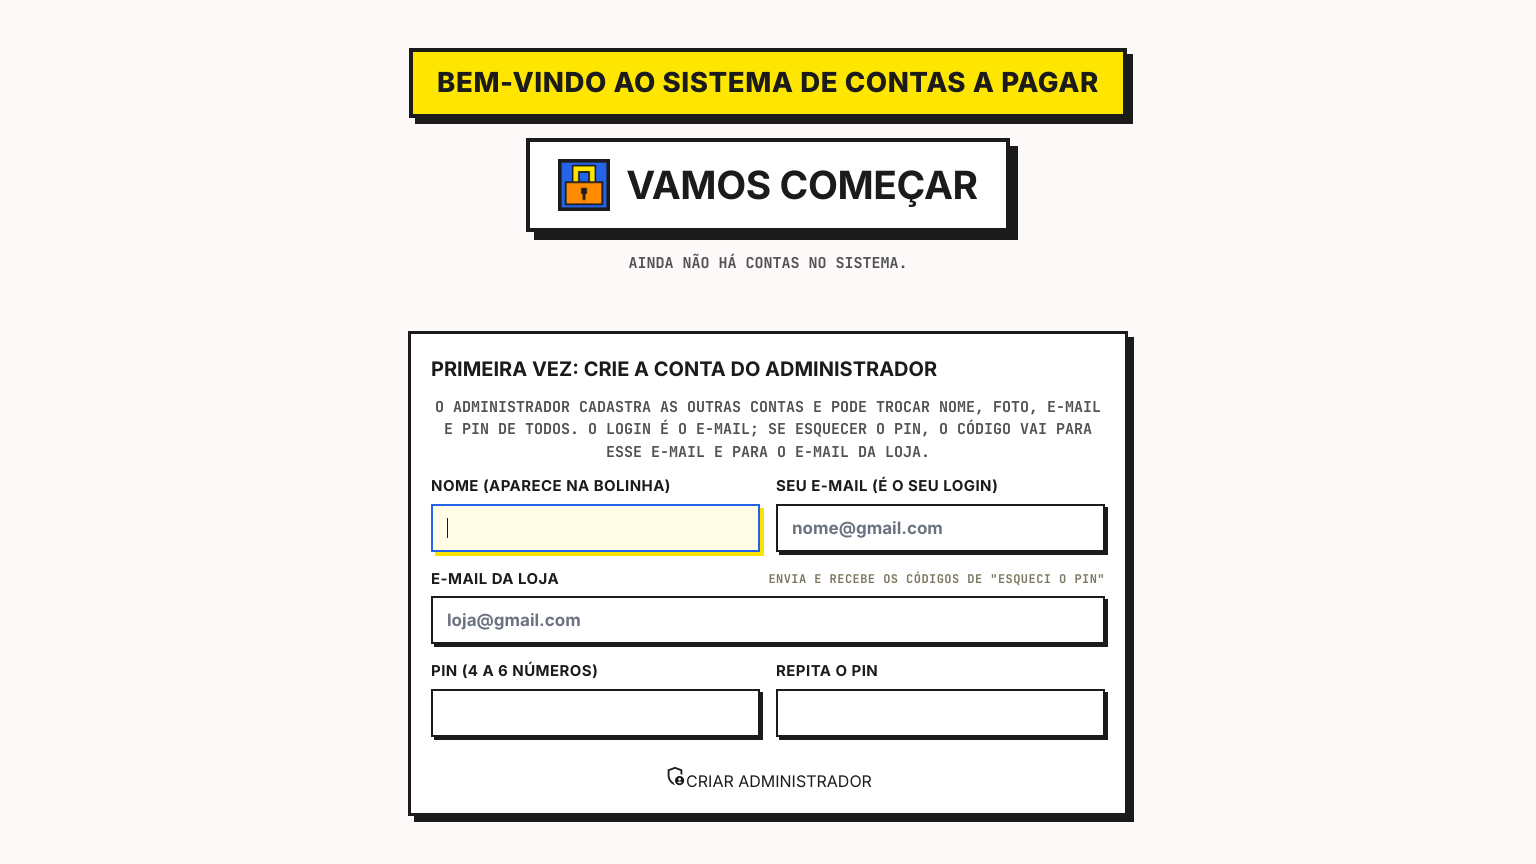 BEM-VINDO AO SISTEMA DE CONTAS A PAGAR
VAMOS COMEÇAR
AINDA NÃO HÁ CONTAS NO SISTEMA.
PRIMEIRA VEZ: CRIE A CONTA DO ADMINISTRADOR
O ADMINISTRADOR CADASTRA AS OUTRAS CONTAS E PODE TROCAR NOME, FOTO, E-MAIL
E PIN DE TODOS. O LOGIN É O E-MAIL; SE ESQUECER O PIN, O CÓDIGO VAI PARA
ESSE E-MAIL E PARA O E-MAIL DA LOJA.
NOME (APARECE NA BOLINHA)
SEU E-MAIL (É O SEU LOGIN)
nome@gmail.com
E-MAIL DA LOJA
ENVIA E RECEBE OS CÓDIGOS DE "ESQUECI O PIN"
loja@gmail.com
PIN (4 A 6 NÚMEROS)
REPITA O PIN
CRIAR ADMINISTRADOR